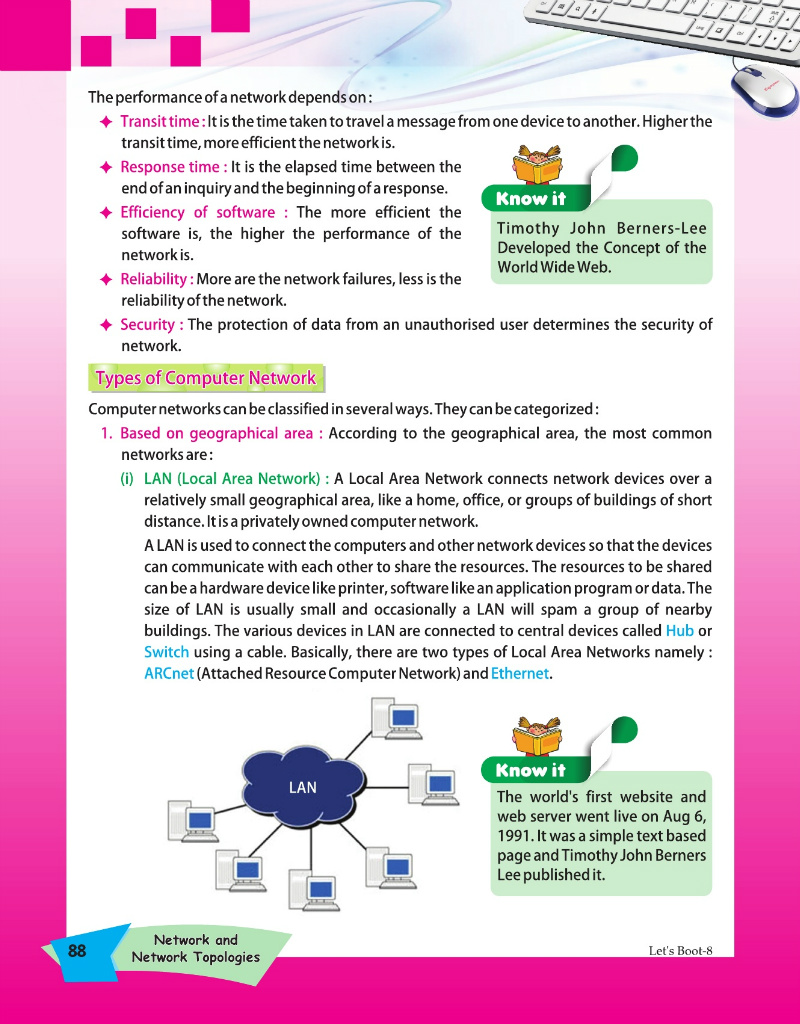 The performance of a network depends on :
✦ Transit time : It is the time taken to travel a message from one device to another. Higher the
transit time, more efficient the network is.
✦ Response time : It is the elapsed time between the
end of an inquiry and the beginning of a response.
✦ Efficiency of software : The more efficient the
software is, the higher the performance of the
network is.
✦ Reliability : More are the network failures, less is the
reliability of the network.
Know it
Timothy John Berners-Lee
Developed the Concept of the
World Wide Web.
✦ Security : The protection of data from an unauthorised user determines the security of
network.
Types of Computer Network
Computer networks can be classified in several ways. They can be categorized :
1. Based on geographical area : According to the geographical area, the most common
networks are :
(i) LAN (Local Area Network) : A Local Area Network connects network devices over a
relatively small geographical area, like a home, office, or groups of buildings of short
distance. It is a privately owned computer network.
A LAN is used to connect the computers and other network devices so that the devices
can communicate with each other to share the resources. The resources to be shared
can be a hardware device like printer, software like an application program or data. The
size of LAN is usually small and occasionally a LAN will spam a group of nearby
buildings. The various devices in LAN are connected to central devices called Hub or
Switch using a cable. Basically, there are two types of Local Area Networks namely :
ARCnet (Attached Resource Computer Network) and Ethernet.
LAN
Know it
The world's first website and
web server went live on Aug 6,
1991. It was a simple text based
page and Timothy John Berners
Lee published it.
88
Network and
Network Topologies
Let's Boot-8